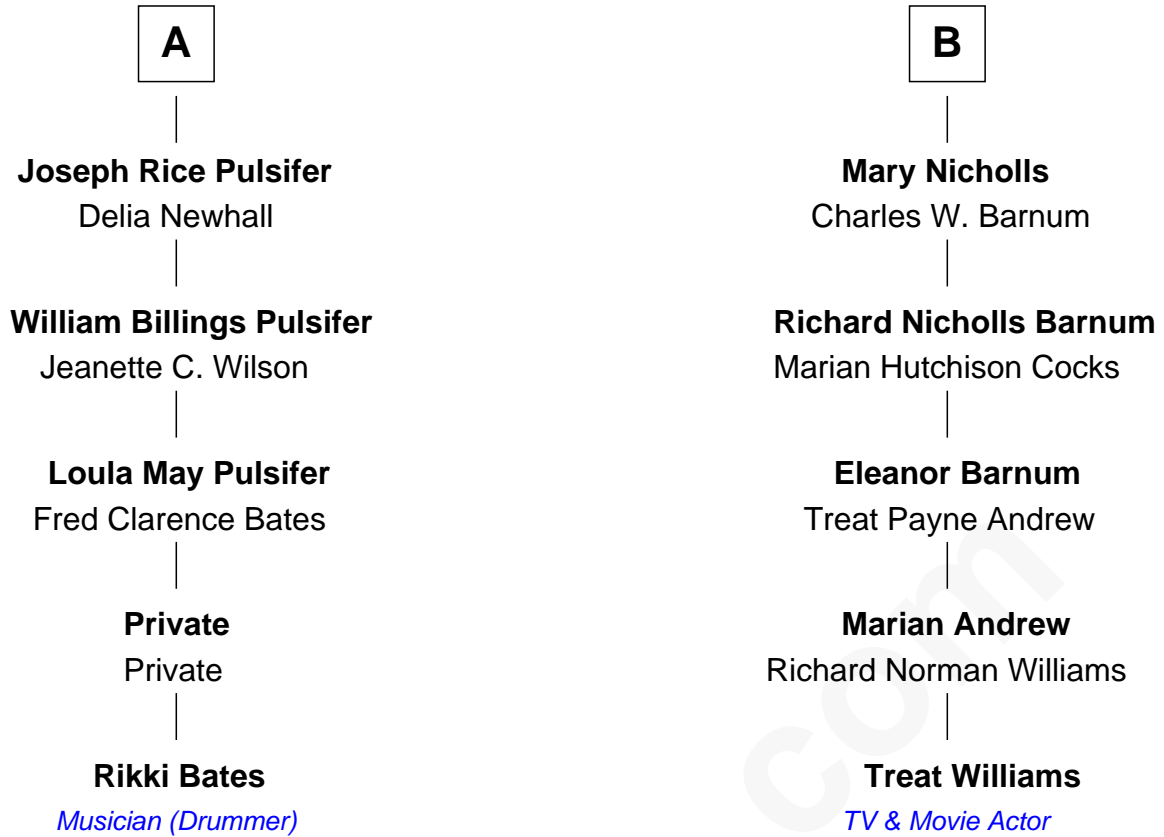 A
Joseph Rice Pulsifer
Delia Newhall
William Billings Pulsifer
Jeanette C. Wilson
Loula May Pulsifer
Fred Clarence Bates
Private
Private
Rikki Bates
Musician (Drummer)
B
Mary Nicholls
Charles W. Barnum
Richard Nicholls Barnum
Marian Hutchison Cocks
Eleanor Barnum
Treat Payne Andrew
Marian Andrew
Richard Norman Williams
Treat Williams
TV & Movie Actor
com